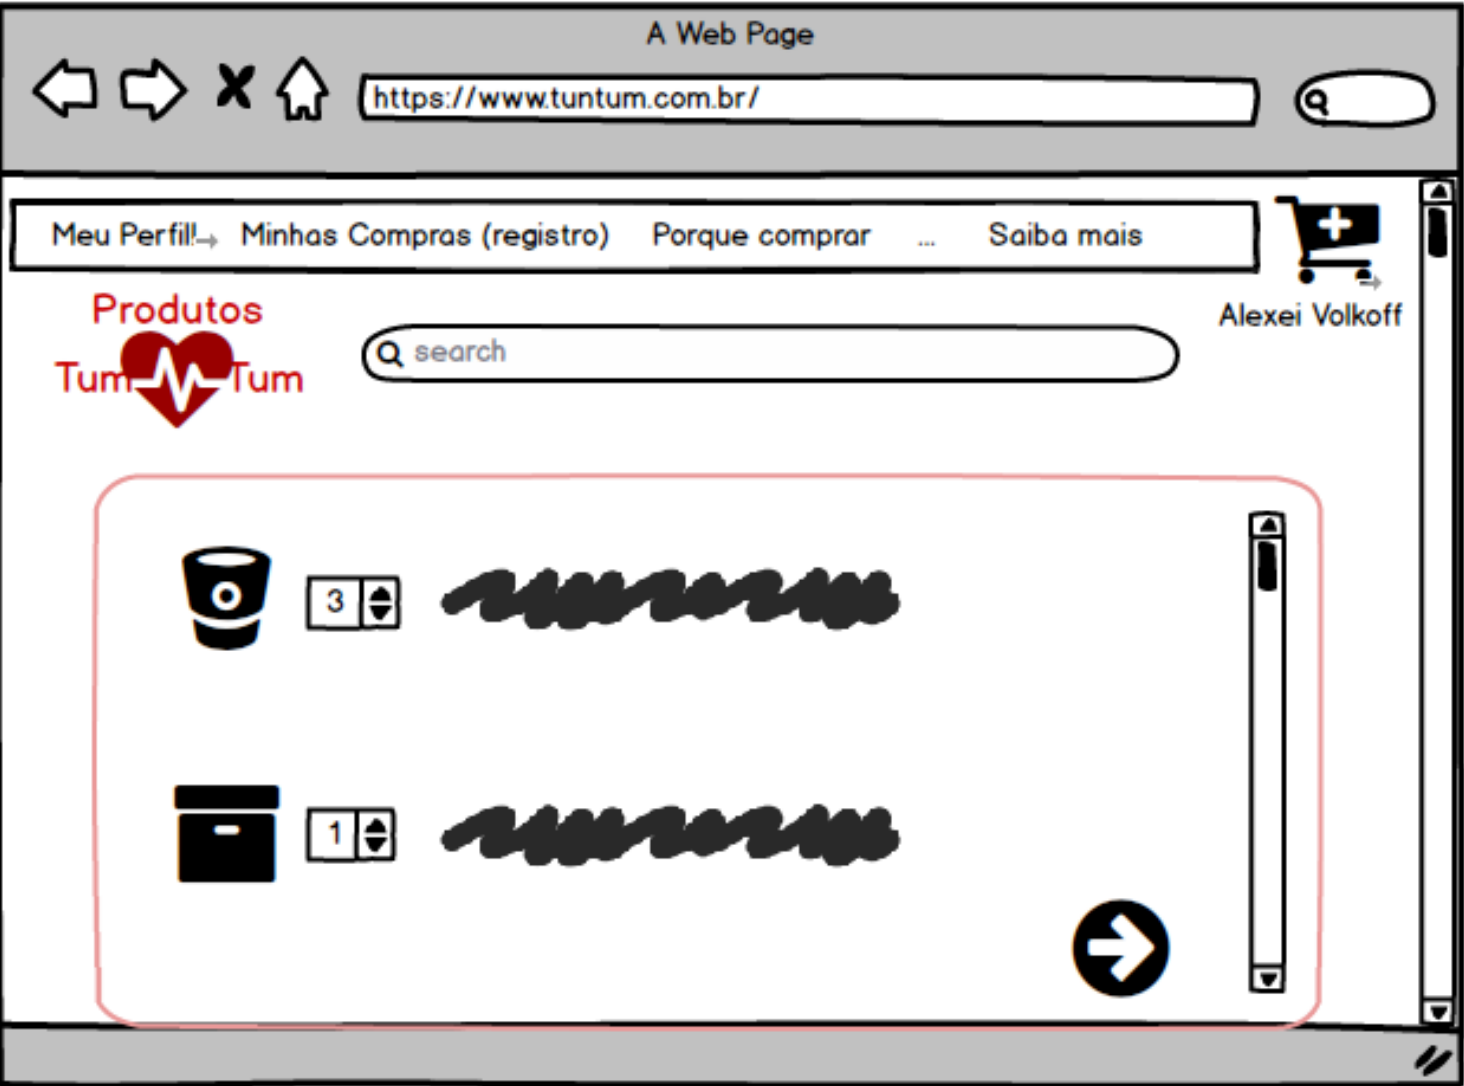 A Web Page
https://www.tuntum.com.br/
Meu Perfil! Minhas Compras (registro) Porque comprar ... Saiba mais
Alexei Volkoff
Produtos
Tum Tum
search
3
1